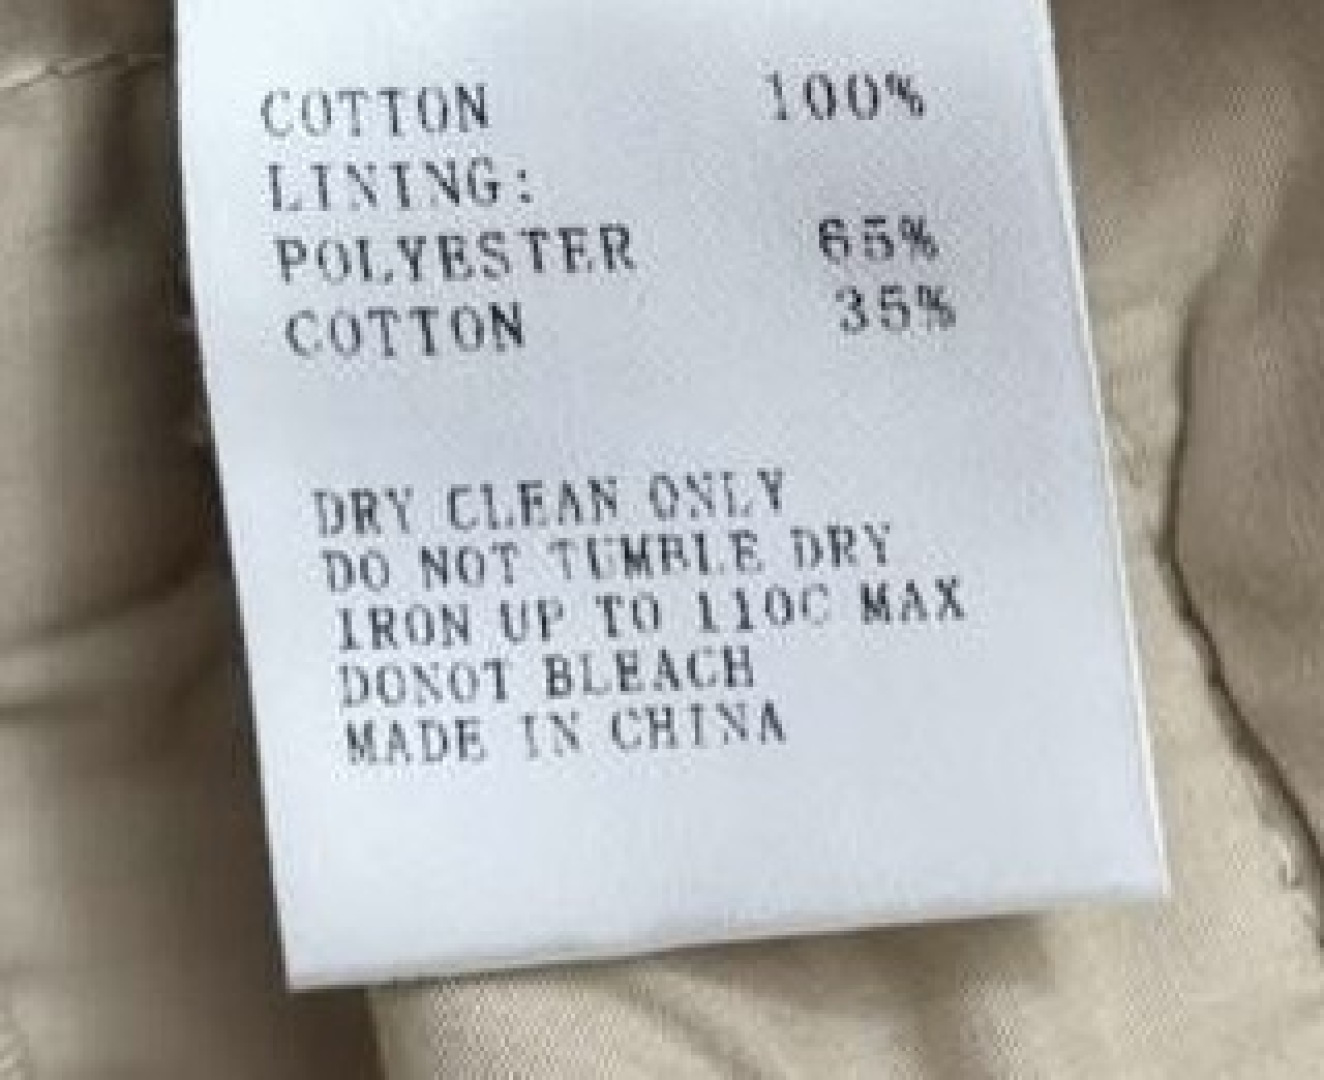 COTTON 100%
LINING:
POLYESTER 65%
COTTON 35%
DRY CLEAN ONLY
DO NOT TUMBLE DRY
IRON UP TO 110C MAX
DONOT BLEACH
MADE IN CHINA